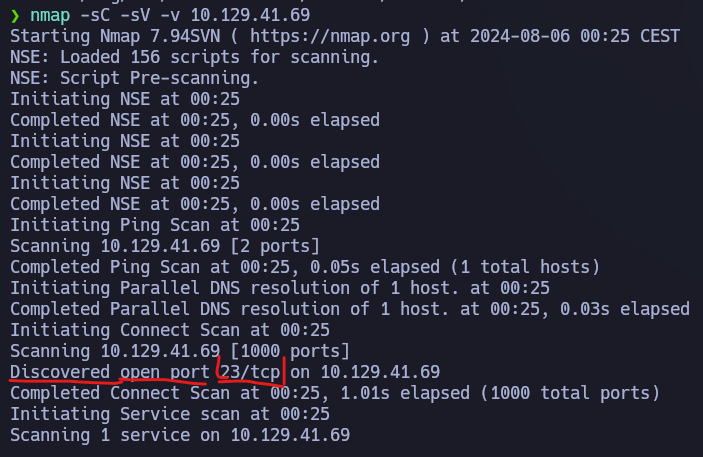 ❯ nmap -sC -sV -v 10.129.41.69
Starting Nmap 7.94SVN ( https://nmap.org ) at 2024-08-06 00:25 CEST
NSE: Loaded 156 scripts for scanning.
NSE: Script Pre-scanning.
Initiating NSE at 00:25
Completed NSE at 00:25, 0.00s elapsed
Initiating NSE at 00:25
Completed NSE at 00:25, 0.00s elapsed
Initiating NSE at 00:25
Completed NSE at 00:25, 0.00s elapsed
Initiating Ping Scan at 00:25
Scanning 10.129.41.69 [2 ports]
Completed Ping Scan at 00:25, 0.05s elapsed (1 total hosts)
Initiating Parallel DNS resolution of 1 host. at 00:25
Completed Parallel DNS resolution of 1 host. at 00:25, 0.03s elapsed
Initiating Connect Scan at 00:25
Scanning 10.129.41.69 [1000 ports]
Discovered open port 23/tcp on 10.129.41.69
Completed Connect Scan at 00:25, 1.01s elapsed (1000 total ports)
Initiating Service scan at 00:25
Scanning 1 service on 10.129.41.69